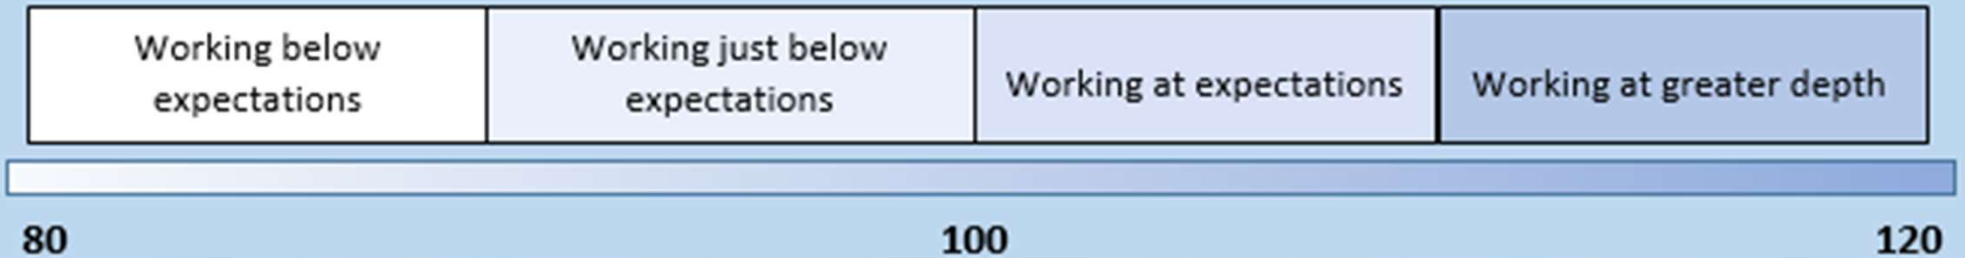 Working below
expectations
Working just below
expectations
Working at expectations
Working at greater depth
80
100
120